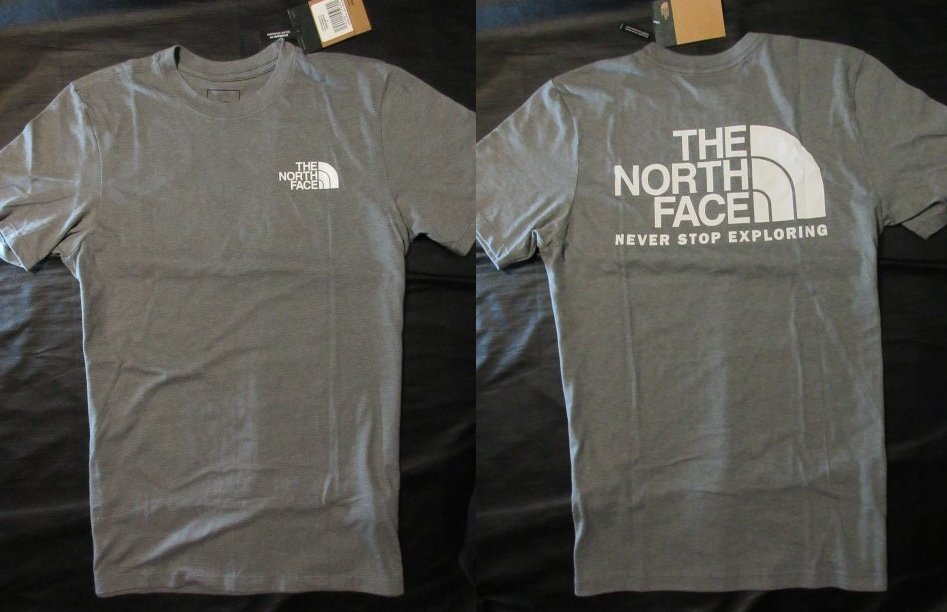 THE
NORTH
FACE
THE
NORTH
FACE
NEVER STOP EXPLORING